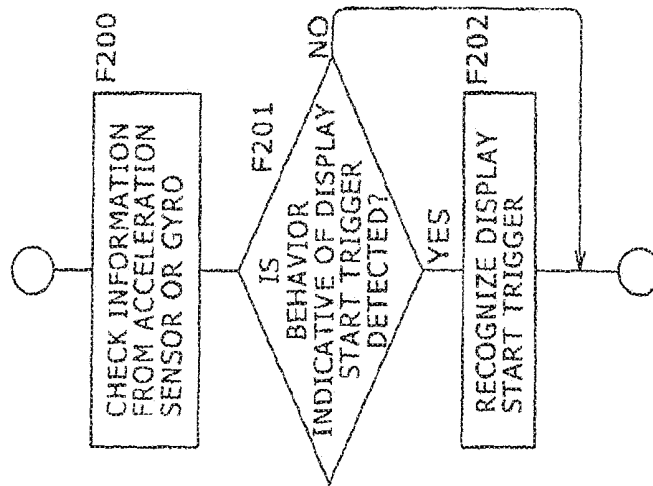 F200
CHECK INFORMATION
FROM ACCELERATION
SENSOR OR GYRO
F201
IS
BEHAVIOR
INDICATIVE OF DISPLAY
START TRIGGER
DETECTED?
NO
YES
F202
RECOGNIZE DISPLAY
START TRIGGER